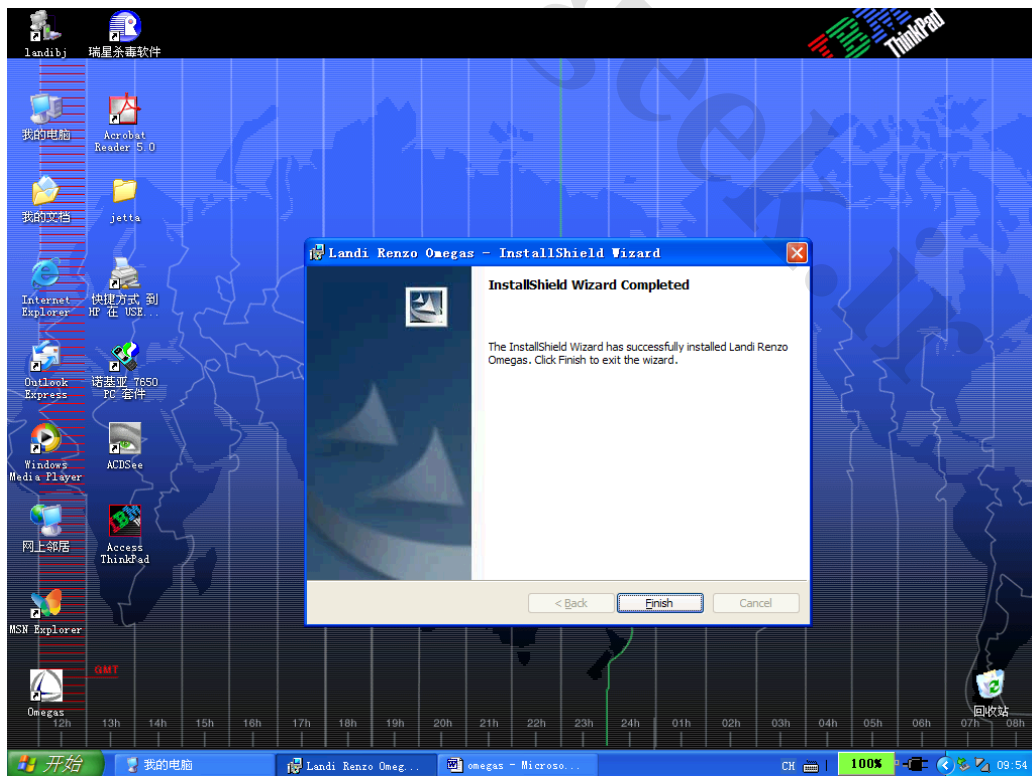 landibj
瑞星杀毒软件
IBM
ThinkPad
我的电脑
Acrobat
Reader 5.0
我的文档
jetta
Internet
Explorer
快捷方式 到
HP 在 USE...
Outlook
Express
诺基亚 7650
PC 套件
Windows
Media Player
ACDSee
网上邻居
IBM
Access
ThinkPad
MSN Explorer
Omegas
GMT
Landi Renzo Omegas - InstallShield Wizard
InstallShield Wizard Completed
The InstallShield Wizard has successfully installed Landi Renzo
Omegas. Click Finish to exit the wizard.
< Back
Finish
Cancel
回收站
12h 13h 14h 15h 16h 17h 18h 19h 20h 21h 22h 23h 24h 01h 02h 03h 04h 05h 06h 07h 08h
开始
我的电脑
Landi Renzo Omeg...
omegas - Microso...
CH
100%
09:54